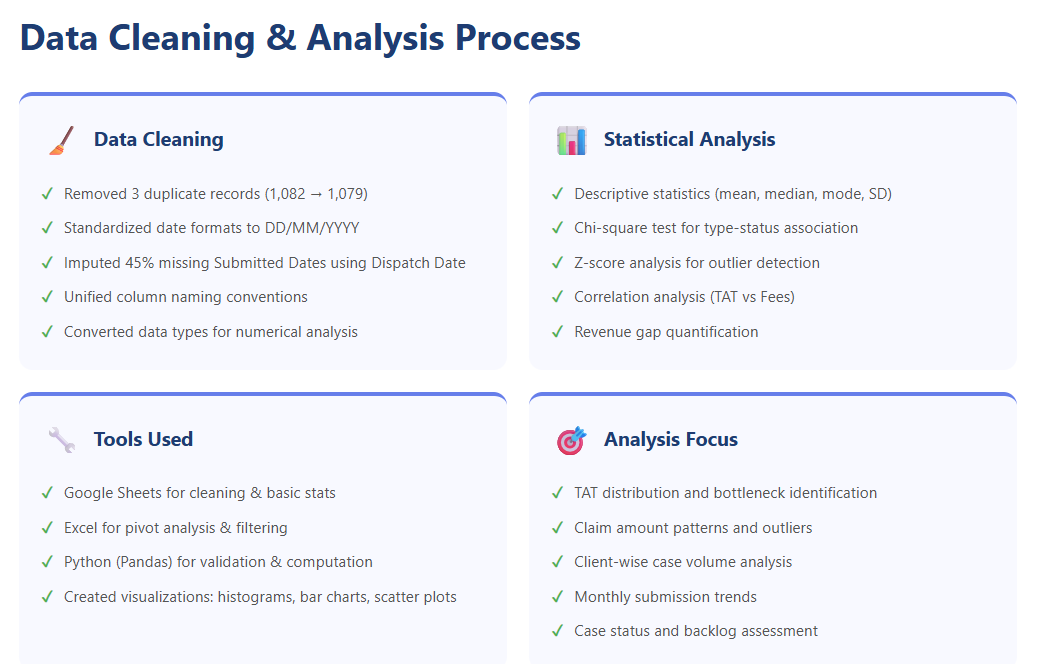 Data Cleaning & Analysis Process
Data Cleaning
✓ Removed 3 duplicate records (1,082 → 1,079)
✓ Standardized date formats to DD/MM/YYYY
✓ Imputed 45% missing Submitted Dates using Dispatch Date
✓ Unified column naming conventions
✓ Converted data types for numerical analysis
Statistical Analysis
✓ Descriptive statistics (mean, median, mode, SD)
✓ Chi-square test for type-status association
✓ Z-score analysis for outlier detection
✓ Correlation analysis (TAT vs Fees)
✓ Revenue gap quantification
Tools Used
✓ Google Sheets for cleaning & basic stats
✓ Excel for pivot analysis & filtering
✓ Python (Pandas) for validation & computation
✓ Created visualizations: histograms, bar charts, scatter plots
Analysis Focus
✓ TAT distribution and bottleneck identification
✓ Claim amount patterns and outliers
✓ Client-wise case volume analysis
✓ Monthly submission trends
✓ Case status and backlog assessment